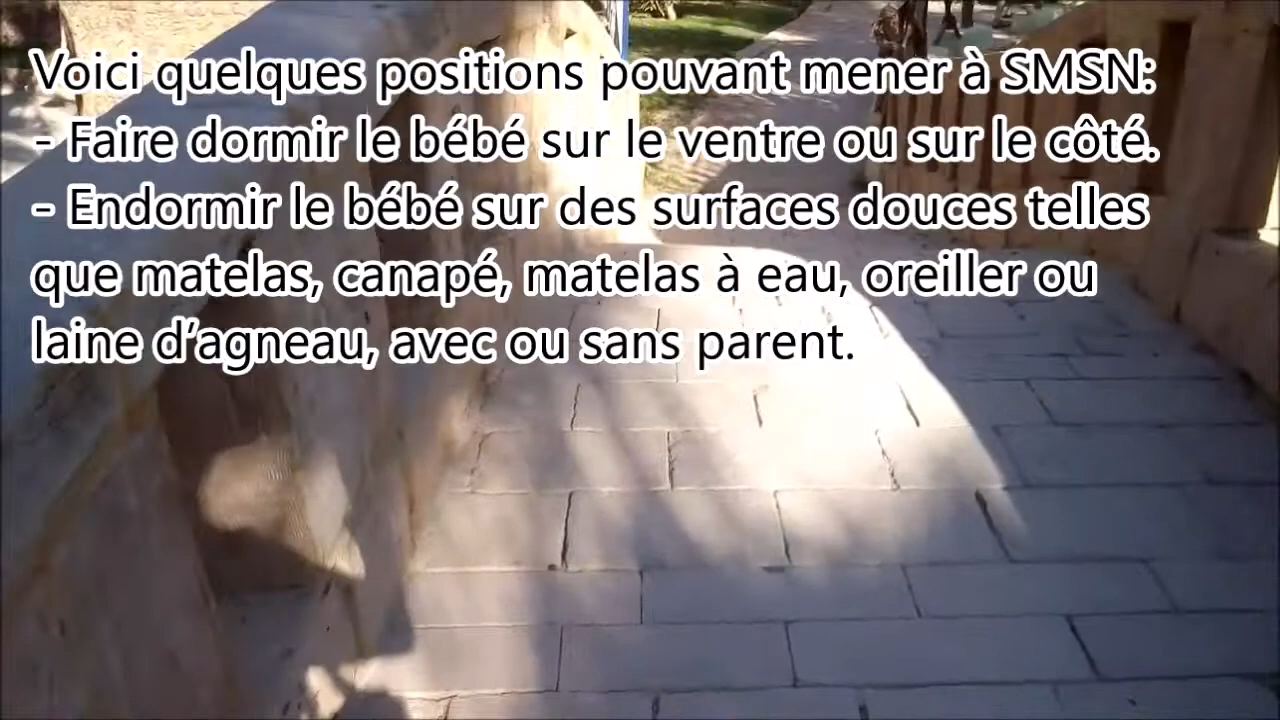 Voici quelques positions pouvant mener à SMSN:
- Faire dormir le bébé sur le ventre ou sur le côté.
- Endormir le bébé sur des surfaces douces telles
que matelas, canapé, matelas à eau, oreiller ou
laine d’agneau, avec ou sans parent.